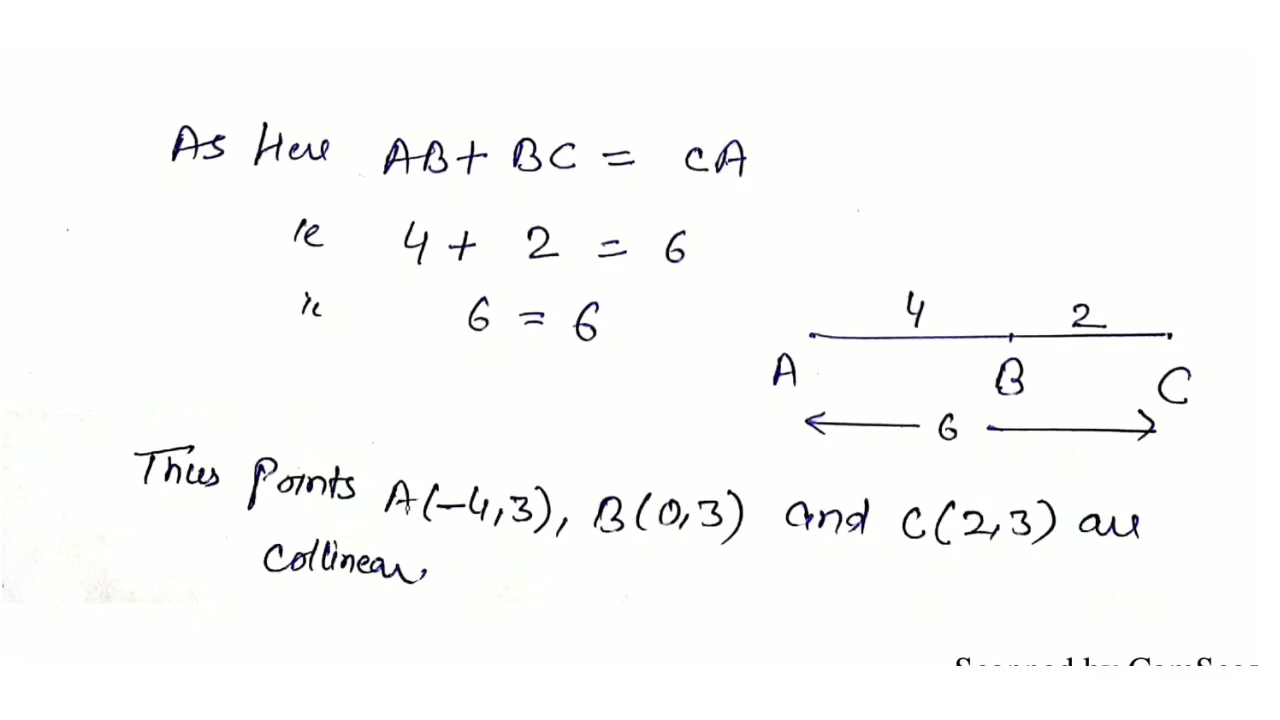 As Here AB + BC = CA
ie 4 + 2 = 6
ie 6 = 6
4 2
A B C
6
Thus points A(-4,3), B(0,3) and C(2,3) are
Collinear.